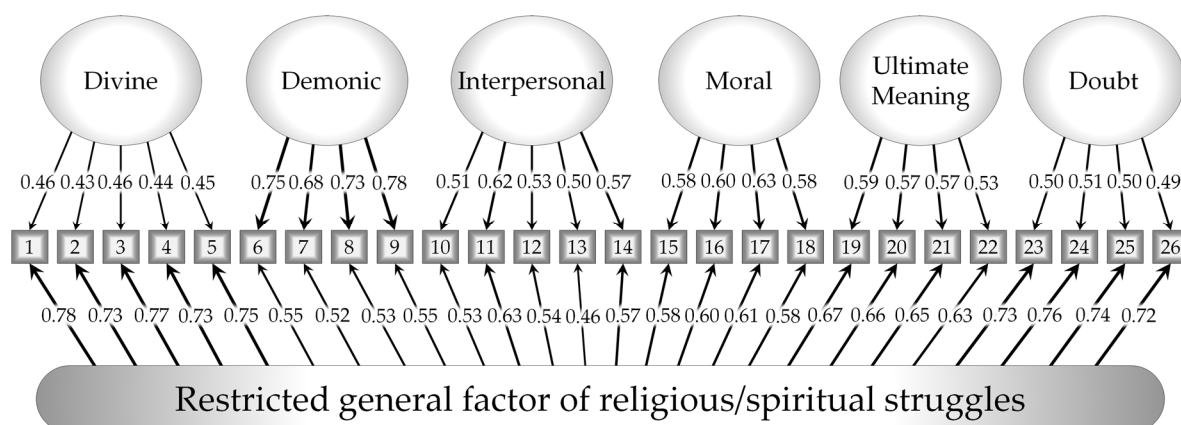 Divine Demonic Interpersonal Moral Ultimate Meaning Doubt
0.46 0.43 0.46 0.44 0.45 0.75 0.68 0.73 0.78 0.51 0.62 0.53 0.50 0.57 0.58 0.60 0.63 0.58 0.59 0.57 0.57 0.53 0.50 0.51 0.50 0.49
1 2 3 4 5 6 7 8 9 10 11 12 13 14 15 16 17 18 19 20 21 22 23 24 25 26
0.78 0.73 0.77 0.73 0.75 0.55 0.52 0.53 0.55 0.53 0.63 0.54 0.46 0.57 0.58 0.60 0.61 0.58 0.67 0.66 0.65 0.63 0.73 0.76 0.74 0.72
Restricted general factor of religious/spiritual struggles